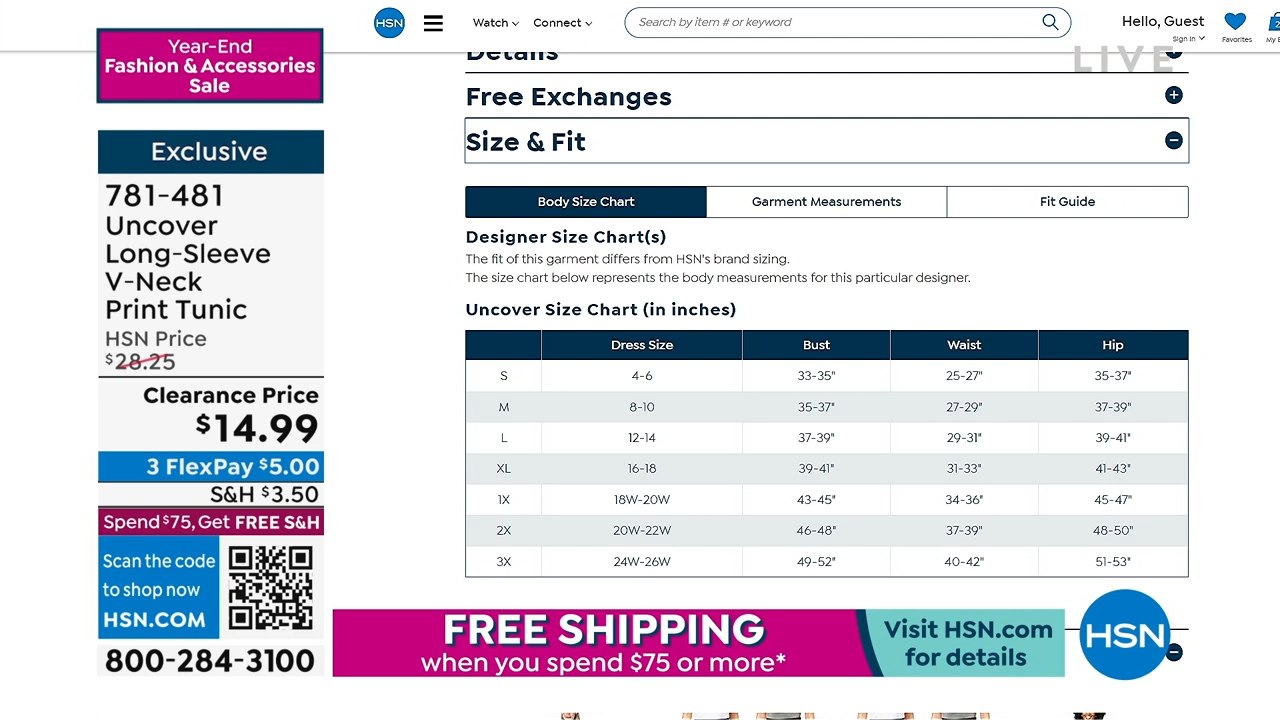 HSN
Watch
Connect
Search by item # or keyword
Hello, Guest
Sign In
Favorites
LIVE
Year-End
Fashion & Accessories
Sale
Exclusive
781-481
Uncover
Long-Sleeve
V-Neck
Print Tunic
HSN Price
$28.25
Clearance Price
$14.99
3 FlexPay $5.00
S&H $3.50
Spend $75, Get FREE S&H
Scan the code
to shop now
HSN.COM
800-284-3100
Details
Free Exchanges
Size & Fit
Body Size Chart Garment Measurements Fit Guide
Designer Size Chart(s)
The fit of this garment differs from HSN's brand sizing.
The size chart below represents the body measurements for this particular designer.
Uncover Size Chart (in inches)
Dress Size Bust Waist Hip
S 4-6 33-35" 25-27" 35-37"
M 8-10 35-37" 27-29" 37-39"
L 12-14 37-39" 29-31" 39-41"
XL 16-18 39-41" 31-33" 41-43"
1X 18W-20W 43-45" 34-36" 45-47"
2X 20W-22W 46-48" 37-39" 48-50"
3X 24W-26W 49-52" 40-42" 51-53"
FREE SHIPPING
when you spend $75 or more*
Visit HSN.com
for details
HSN